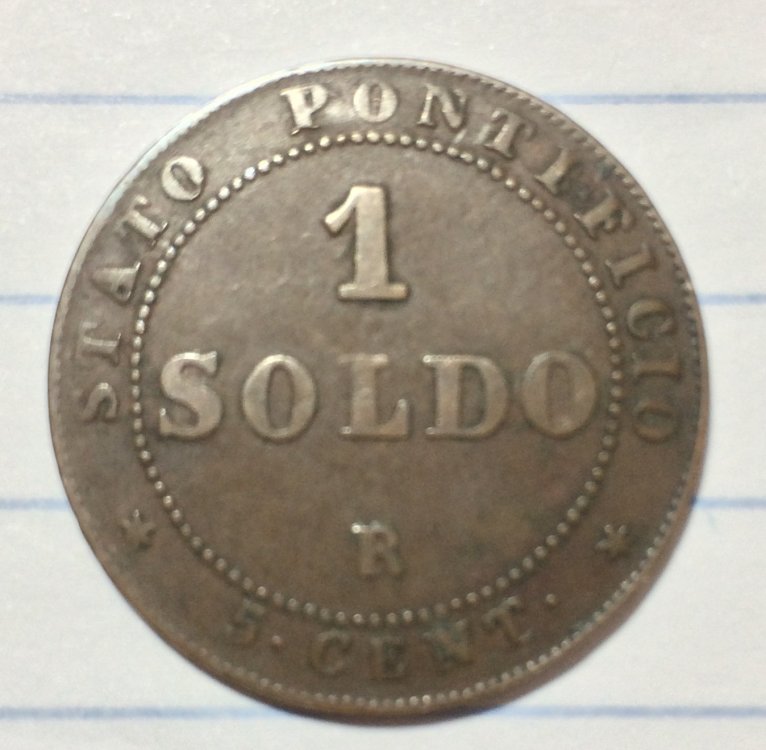 STATO PONTIFICIO
1
SOLDO
R
5· CENT·